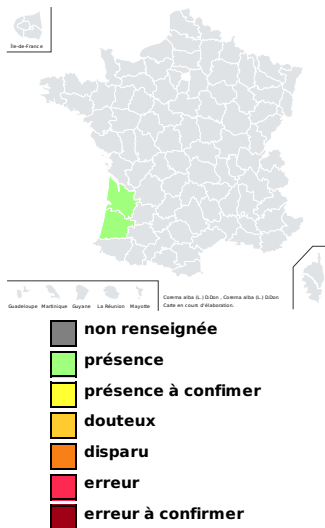 Île-de-France
Guadeloupe Martinique Guyane La Réunion Mayotte
Corema alba (L.) D.Don , Corema alba (L.) D.Don
Carte en cours d'élaboration.
non renseignée
présence
présence à confimer
douteux
disparu
erreur
erreur à confirmer